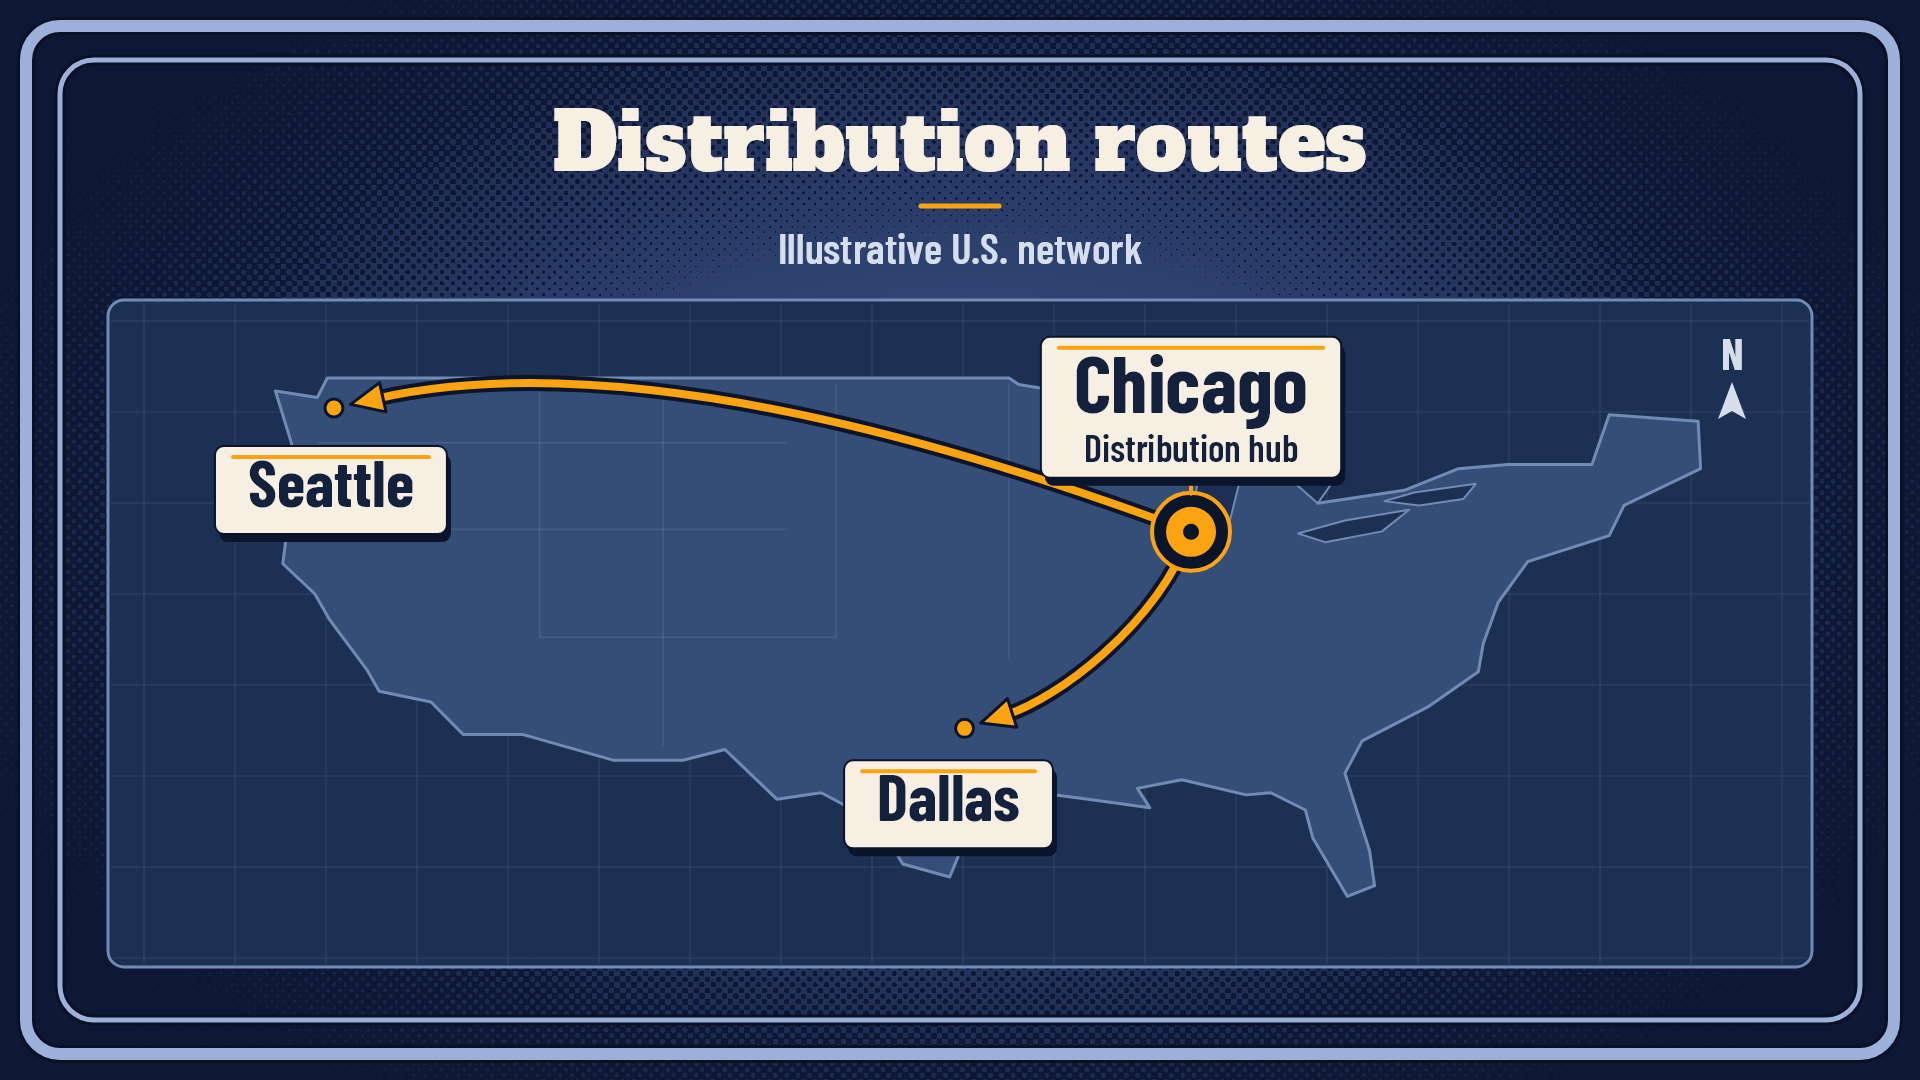 Distribution routes
Illustrative U.S. network
N
Chicago
Distribution hub
Seattle
Dallas